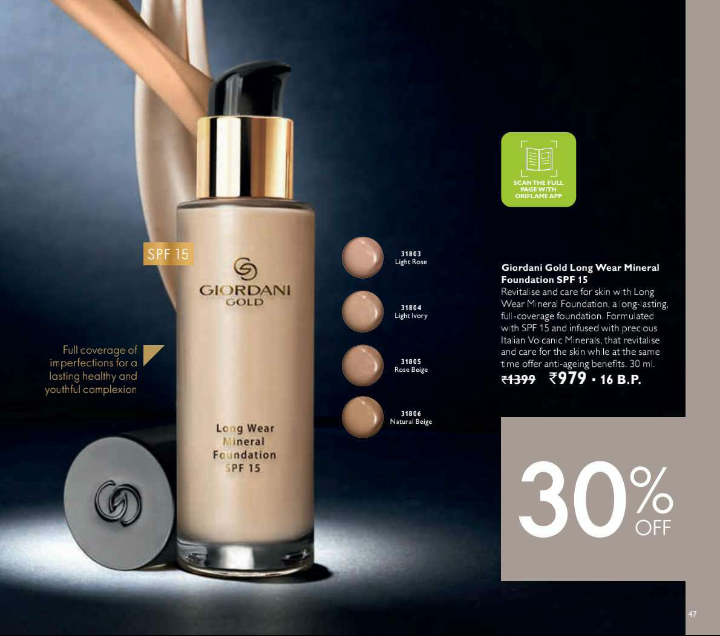 SCAN THE FULL
PAGE WITH
ORIFLAME APP
SPF 15
GIORDANI
GOLD
31803
Light Rose
31804
Light Ivory
31805
Rose Beige
31806
Natural Beige
Full coverage of
imperfections for a
lasting healthy and
youthful complexion
Long Wear
Mineral
Foundation
SPF 15
Giordani Gold Long Wear Mineral
Foundation SPF 15
Revitalise and care for skin with Long
Wear Mineral Foundation, a long-lasting,
full-coverage foundation. Formulated
with SPF 15 and infused with precious
Italian Volcanic Minerals, that revitalise
and care for the skin while at the same
time offer anti-ageing benefits. 30 ml.
₹1399 ₹979 • 16 B.P.
30%
OFF
47